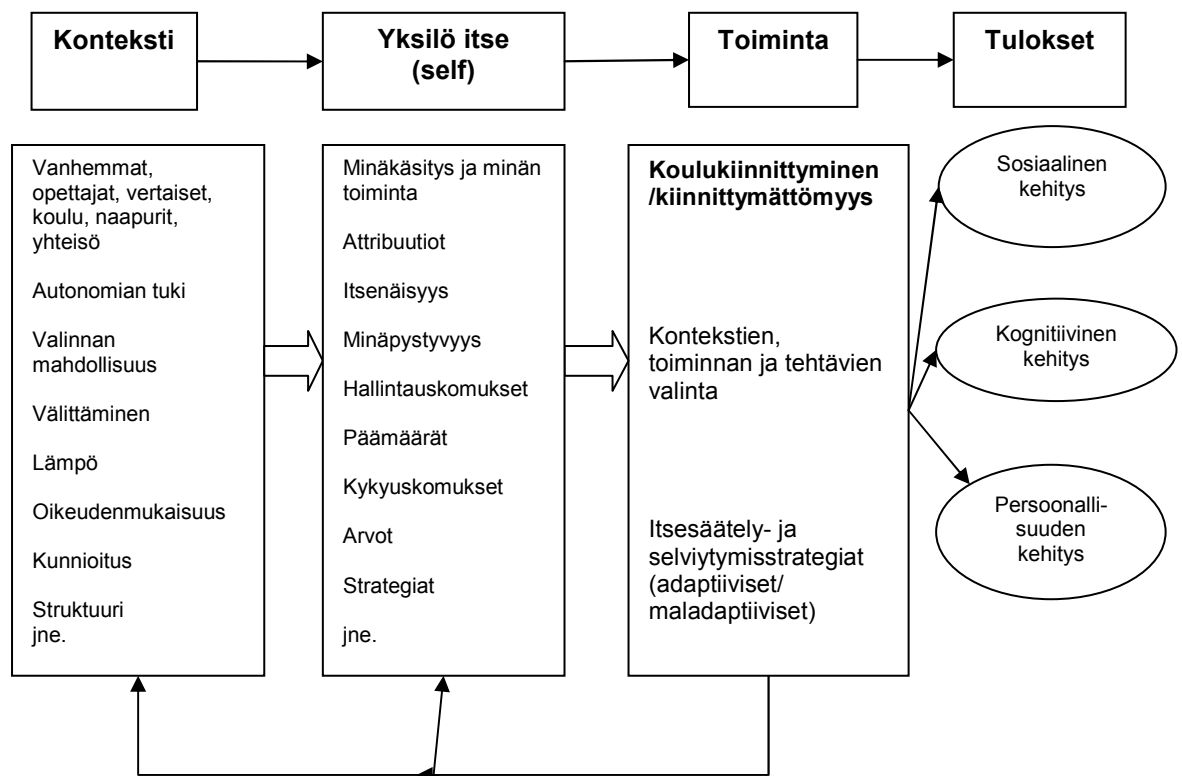 Konteksti
Yksilö itse
(self)
Toiminta
Tulokset
Vanhemmat,
opettajat, vertaiset,
koulu, naapurit,
yhteisö
Autonomian tuki
Valinnan
mahdollisuus
Välittäminen
Lämpö
Oikeudenmukaisuus
Kunnioitus
Struktuuri
jne.
Minäkäsitys ja minän
toiminta
Attribuutiot
Itsenäisyys
Minäpystyvyys
Hallintauskomukset
Päämäärät
Kykyuskomukset
Arvot
Strategiat
jne.
Koulukiinnittyminen
/kiinnittymättömyys
Kontekstien,
toiminnan ja tehtävien
valinta
Itsesäätely- ja
selviytymisstrategiat
(adaptiiviset/
maladaptiiviset)
Sosiaalinen
kehitys
Kognitiivinen
kehitys
Persoonalli-
suuden
kehitys